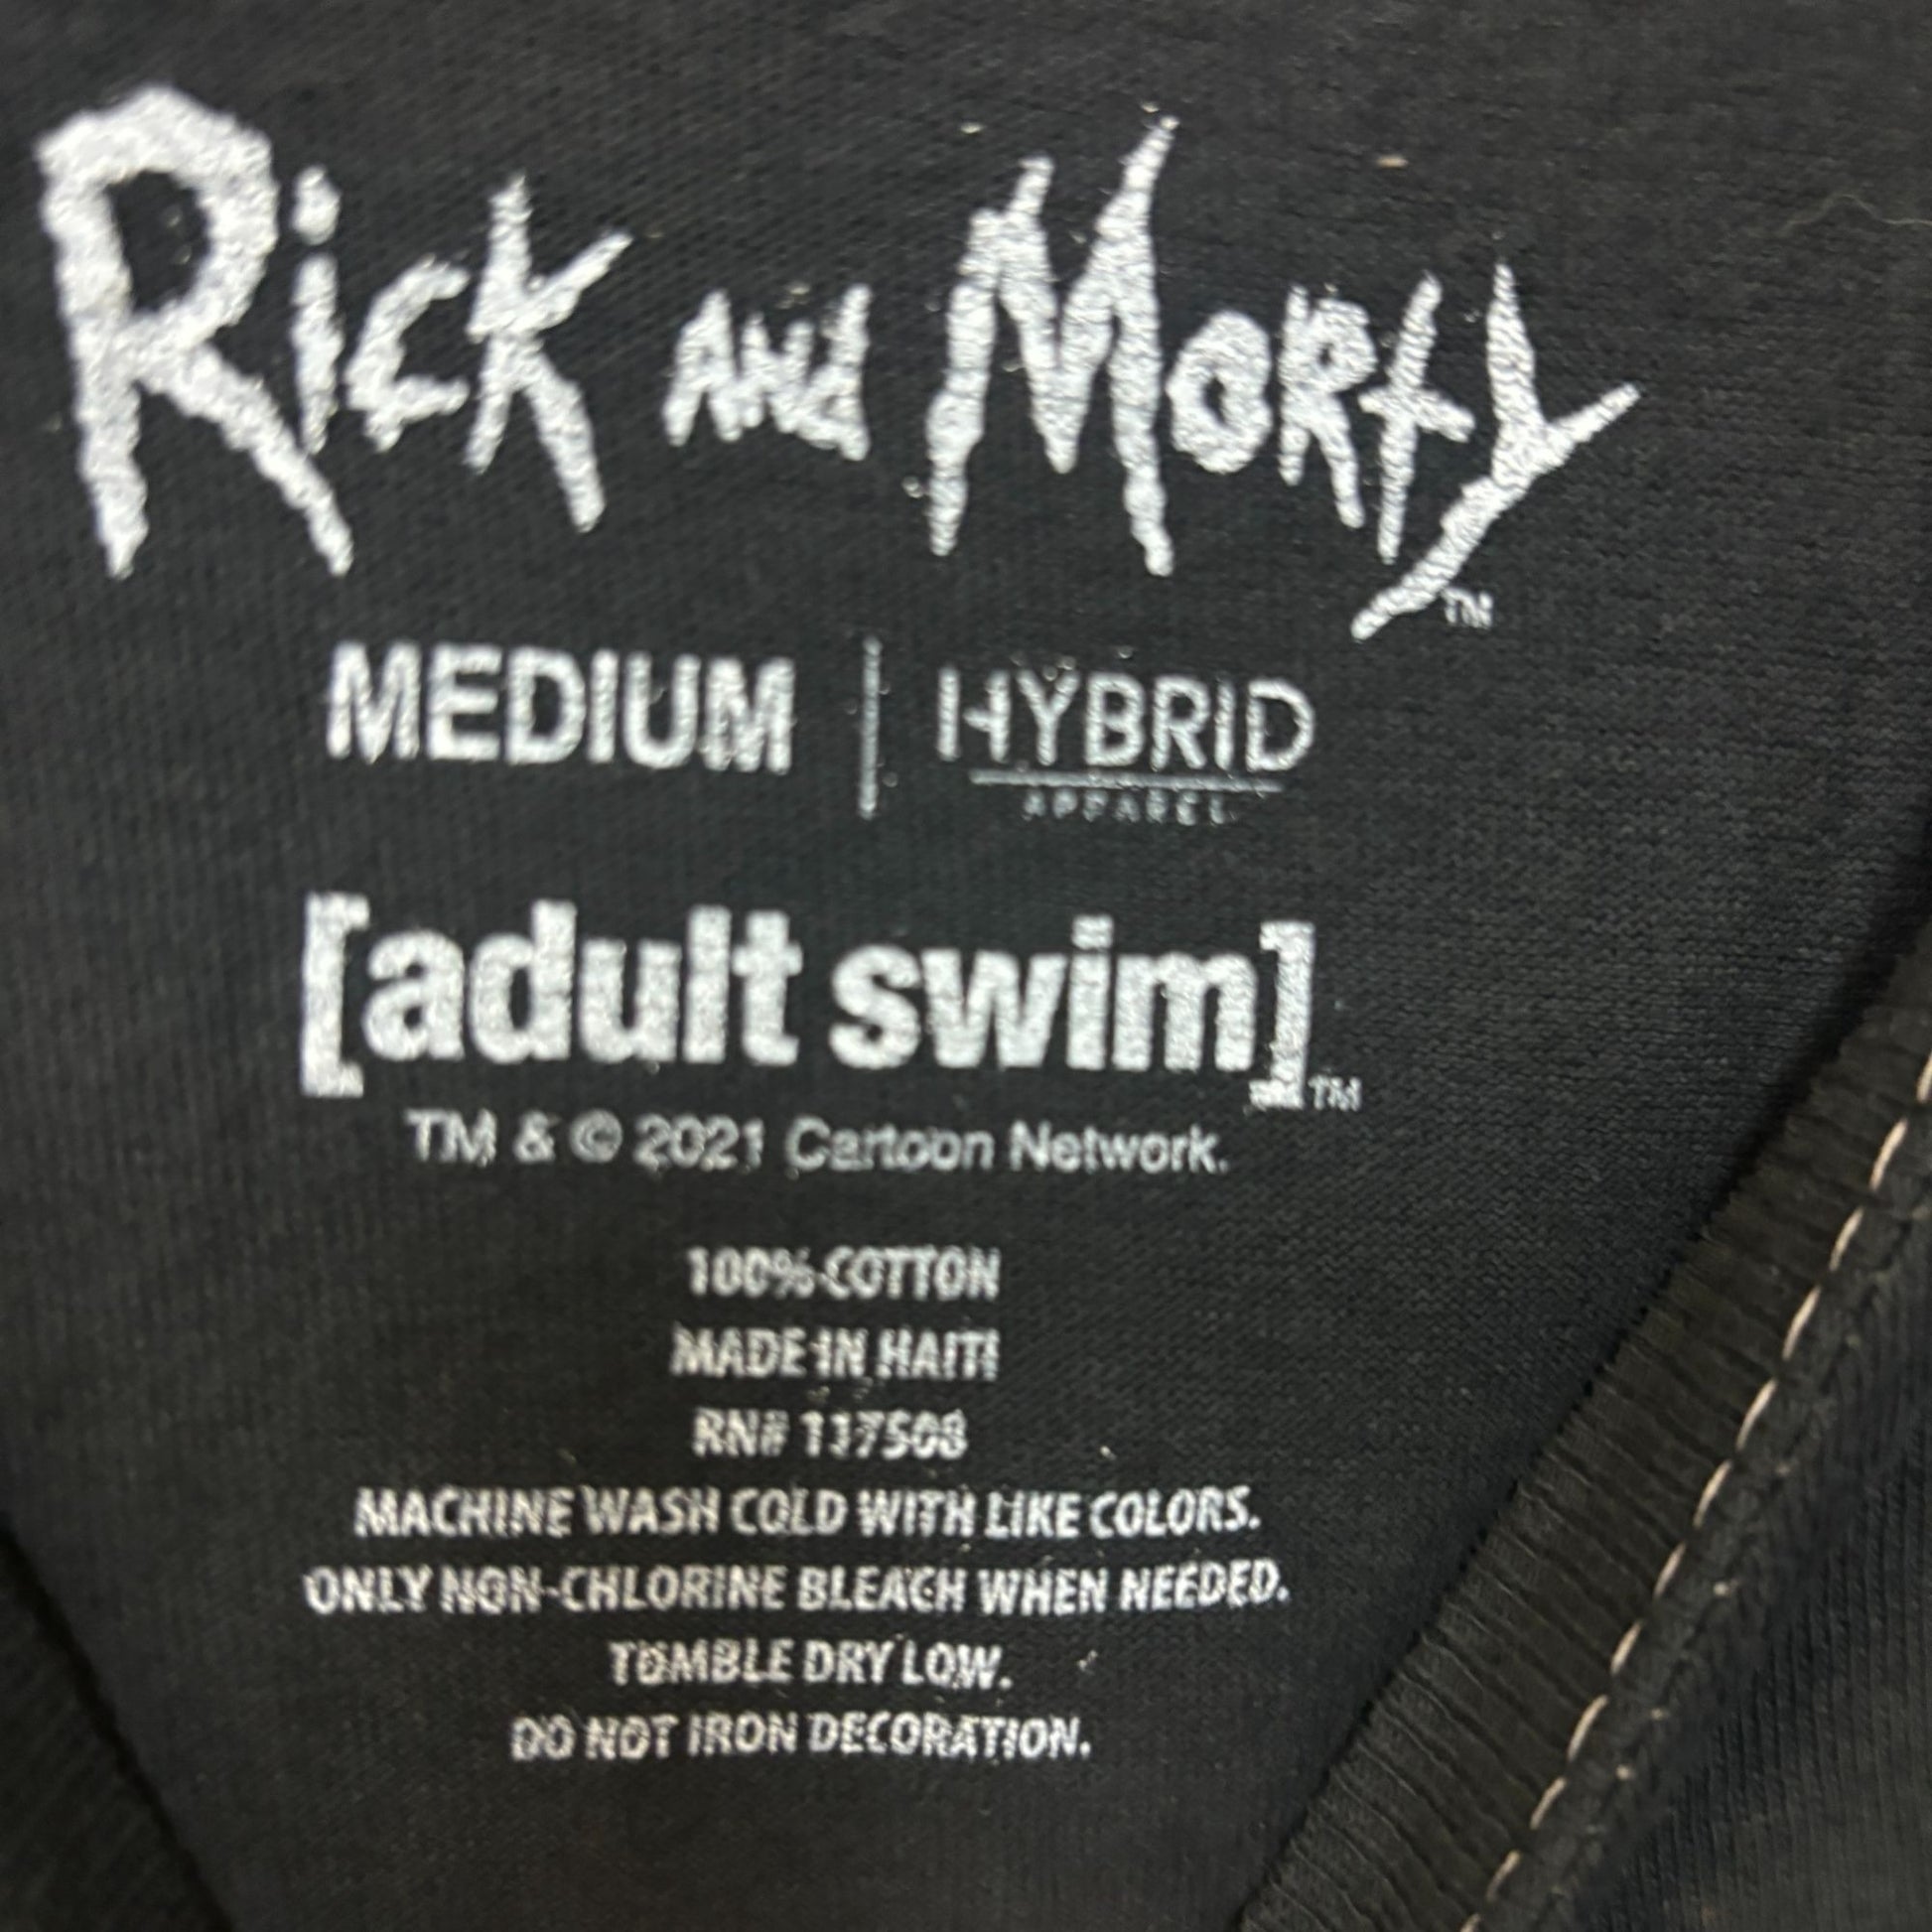 Rick AND MORTY™
MEDIUM | HYBRID
APPAREL
[adult swim]™
TM & © 2021 Cartoon Network.
100% COTTON
MADE IN HAITI
RN# 137508
MACHINE WASH COLD WITH LIKE COLORS.
ONLY NON-CHLORINE BLEACH WHEN NEEDED.
TUMBLE DRY LOW.
DO NOT IRON DECORATION.